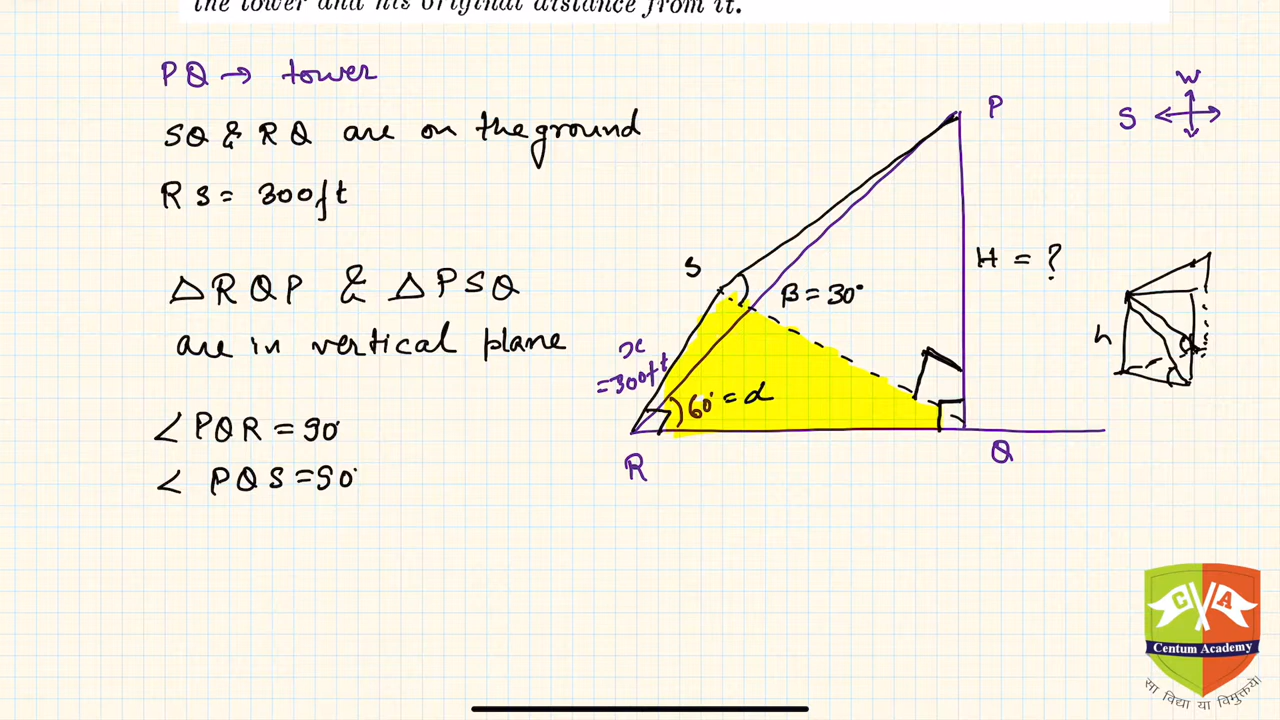 the tower and his original distance from it.
PQ → tower
SQ & RQ are on the ground
RS = 300ft
△RQP & △PSQ
are in vertical plane
∠PQR = 90°
∠PQS = 90°
P
W
S
H = ?
S
β = 30°
h
x
= 300ft
60° = α
R
Q
C A
Centum Academy
सा विद्या या विमुक्तये